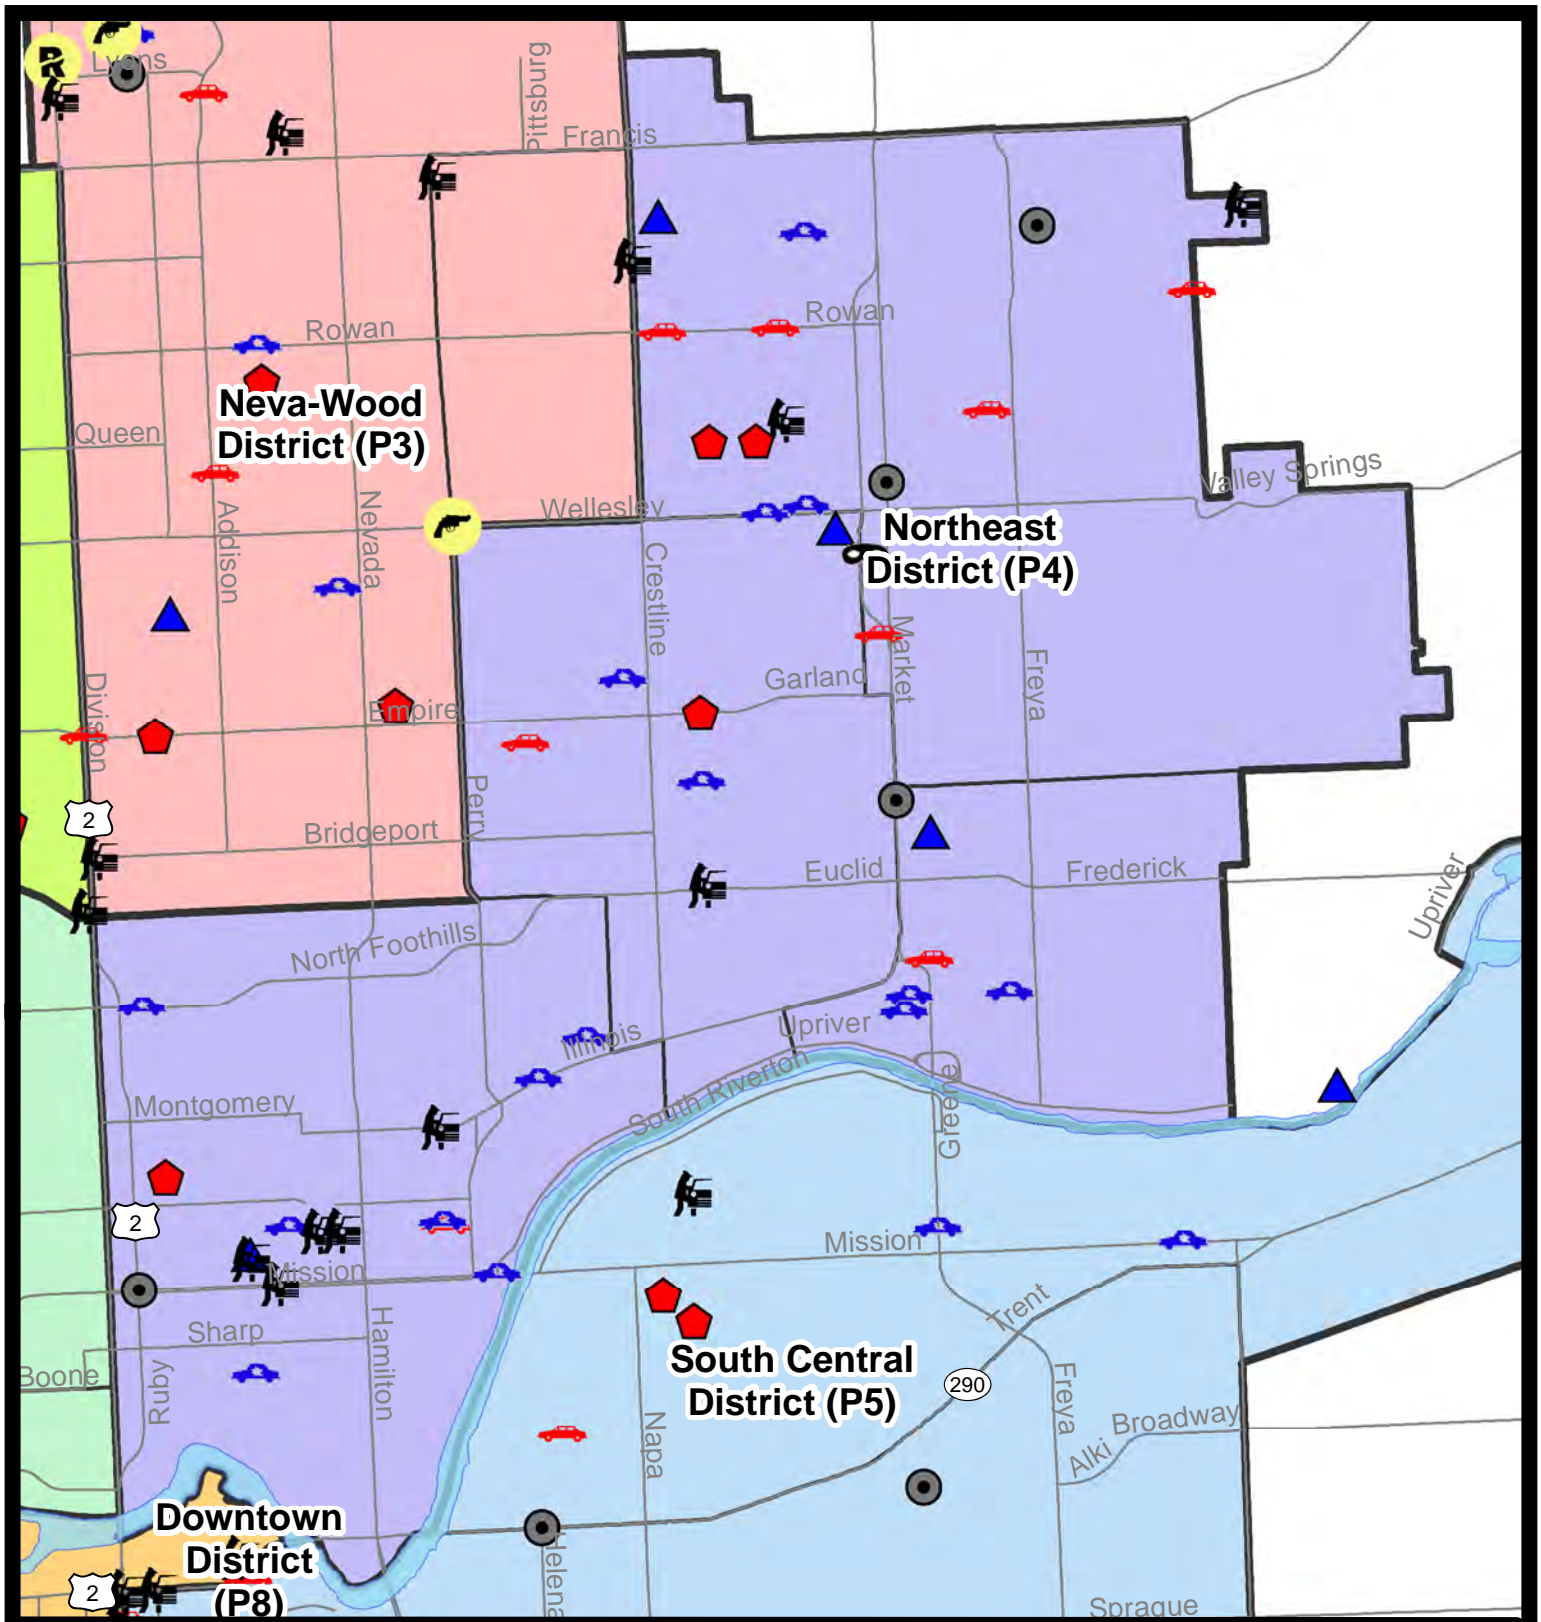 R
Lyons
Pittsburg
Francis
Rowan
Rowan
Neva-Wood
District (P3)
Queen
Valley Springs
Addison
Nevada
Wellesley
Northeast
District (P4)
Crestline
Market
Freya
Division
Garland
Empire
Perry
2
Bridgeport
Euclid
Frederick
Upriver
North Foothills
Illinois
Upriver
South Riverton
Greene
Montgomery
2
Mission
Mission
Sharp
Hamilton
Trent
South Central
District (P5)
Boone
Ruby
290
Freya
Napa
Broadway
Alki
Downtown
District
(P8)
Helena
2
Sprague